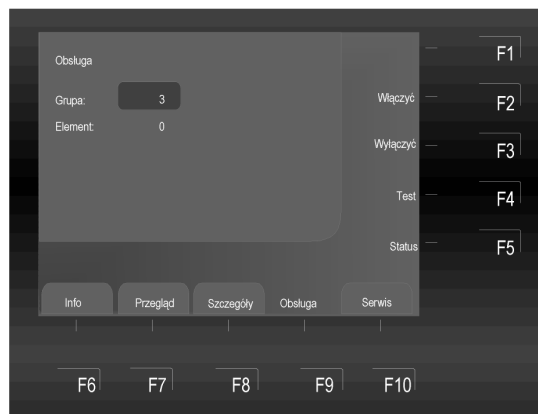 Obsluga
F1
Grupa: 3
Włączyć
F2
Element: 0
Wyłączyć
F3
Test
F4
Status
F5
Info Przegląd Szczegóły Obsługa Serwis
F6 F7 F8 F9 F10